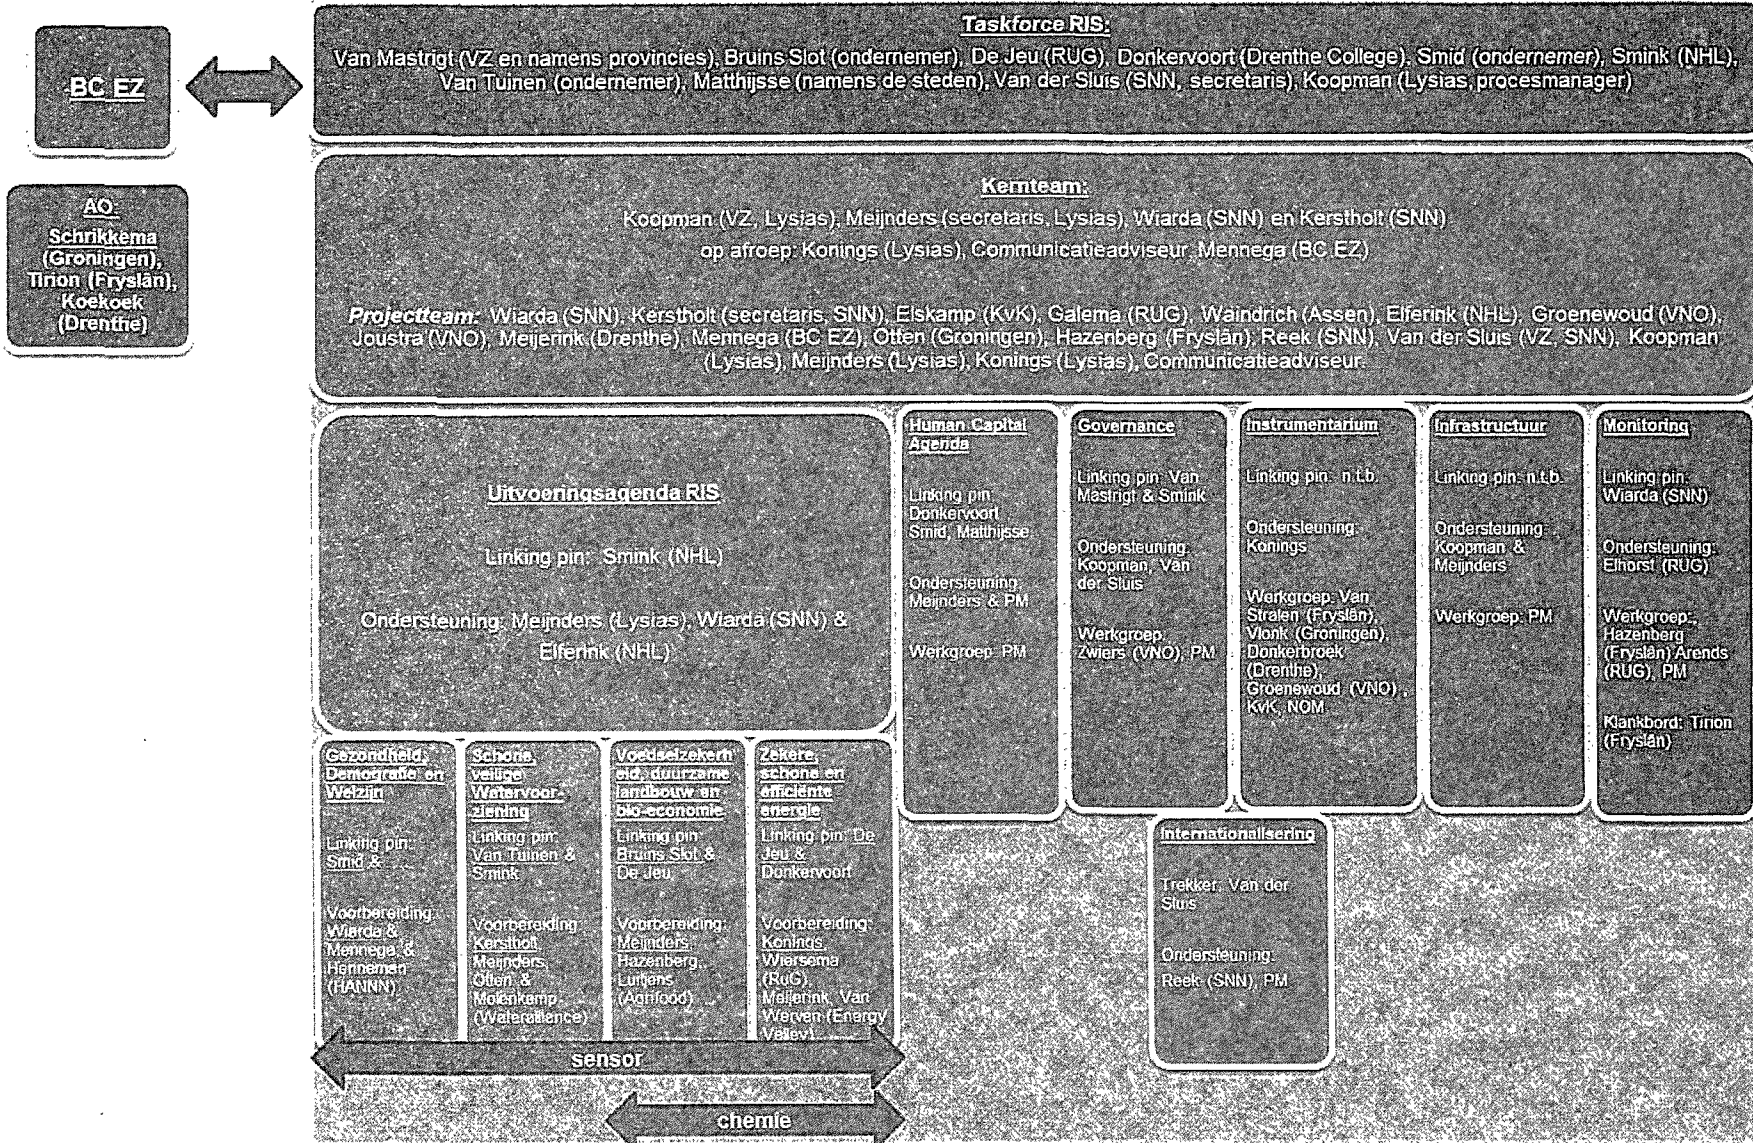 BC EZ
AO:
Schrikkema
(Groningen),
Tirion (Fryslân),
Koekoek
(Drenthe)
Taskforce RIS:
Van Mastrigt (VZ en namens provincies), Bruins Slot (ondernemer), De Jeu (RUG), Donkervoort (Drenthe College), Smid (ondernemer), Smink (NHL),
Van Tuinen (ondernemer), Matthijsse (namens de steden), Van der Sluis (SNN, secretaris), Koopman (Lysias, procesmanager)
Kernteam:
Koopman (VZ, Lysias), Meijnders (secretaris, Lysias), Wiarda (SNN) en Kerstholt (SNN)
op afroep: Konings (Lysias), Communicatieadviseur, Mennega (BC EZ)
Projectteam: Wiarda (SNN), Kerstholt (secretaris, SNN), Elskamp (KvK), Galema (RUG), Waindrich (Assen), Elferink (NHL), Groenewoud (VNO),
Joustra (VNO), Meijerink (Drenthe), Mennega (BC EZ), Otten (Groningen), Hazenberg (Fryslân), Reek (SNN), Van der Sluis (VZ, SNN), Koopman
(Lysias), Meijnders (Lysias), Konings (Lysias), Communicatieadviseur.
Uitvoeringsagenda RIS
Linking pin: Smink (NHL)
Ondersteuning: Meijnders (Lysias), Wiarda (SNN) &
Elferink (NHL)
Human Capital
Agenda
Linking pin:
Donkervoort
Smid, Matthijsse
Ondersteuning:
Meijnders & PM
Werkgroep: PM
Governance
Linking pin: Van
Mastrigt & Smink
Ondersteuning:
Koopman, Van
der Sluis
Werkgroep:
Zwiers (VNO), PM
Instrumentarium
Linking pin: n.t.b.
Ondersteuning:
Konings
Werkgroep: Van
Stralen (Fryslân),
Vlonk (Groningen),
Donkerbroek
(Drenthe),
Groenewoud (VNO) ,
KvK, NOM
Infrastructuur
Linking pin: n.t.b.
Ondersteuning:
Koopman &
Meijnders
Werkgroep: PM
Monitoring
Linking pin:
Wiarda (SNN)
Ondersteuning:
Elhorst (RUG)
Werkgroep:,
Hazenberg
(Fryslân) Arends
(RUG), PM
Klankbord: Tirion
(Fryslân)
Gezondheid,
Demografie en
Welzijn
Linking pin:
Smid &
Voorbereiding:
Wiarda &
Mennega, &
Henneman
(HANNN)
Schone,
veilige
Watervoor-
ziening
Linking pin:
Van Tuinen &
Smink
Voorbereiding:
Kerstholt,
Meijnders,
Otten &
Molenkamp
(Wateralliance)
Voedselzekerh
eid, duurzame
landbouw en
bio-economie
Linking pin:
Bruins Slot &
De Jeu
Voorbereiding:
Meijnders,
Hazenberg,
Luitjens
(Agrifood)
Zekere,
schone en
efficiënte
energie
Linking pin: De
Jeu &
Donkervoort
Voorbereiding:
Konings,
Wiersema
(RuG),
Meijerink, Van
Werven (Energy
Valley)
Internationalisering
Trekker: Van der
Sluis
Ondersteuning:
Reek (SNN), PM
sensor
chemie